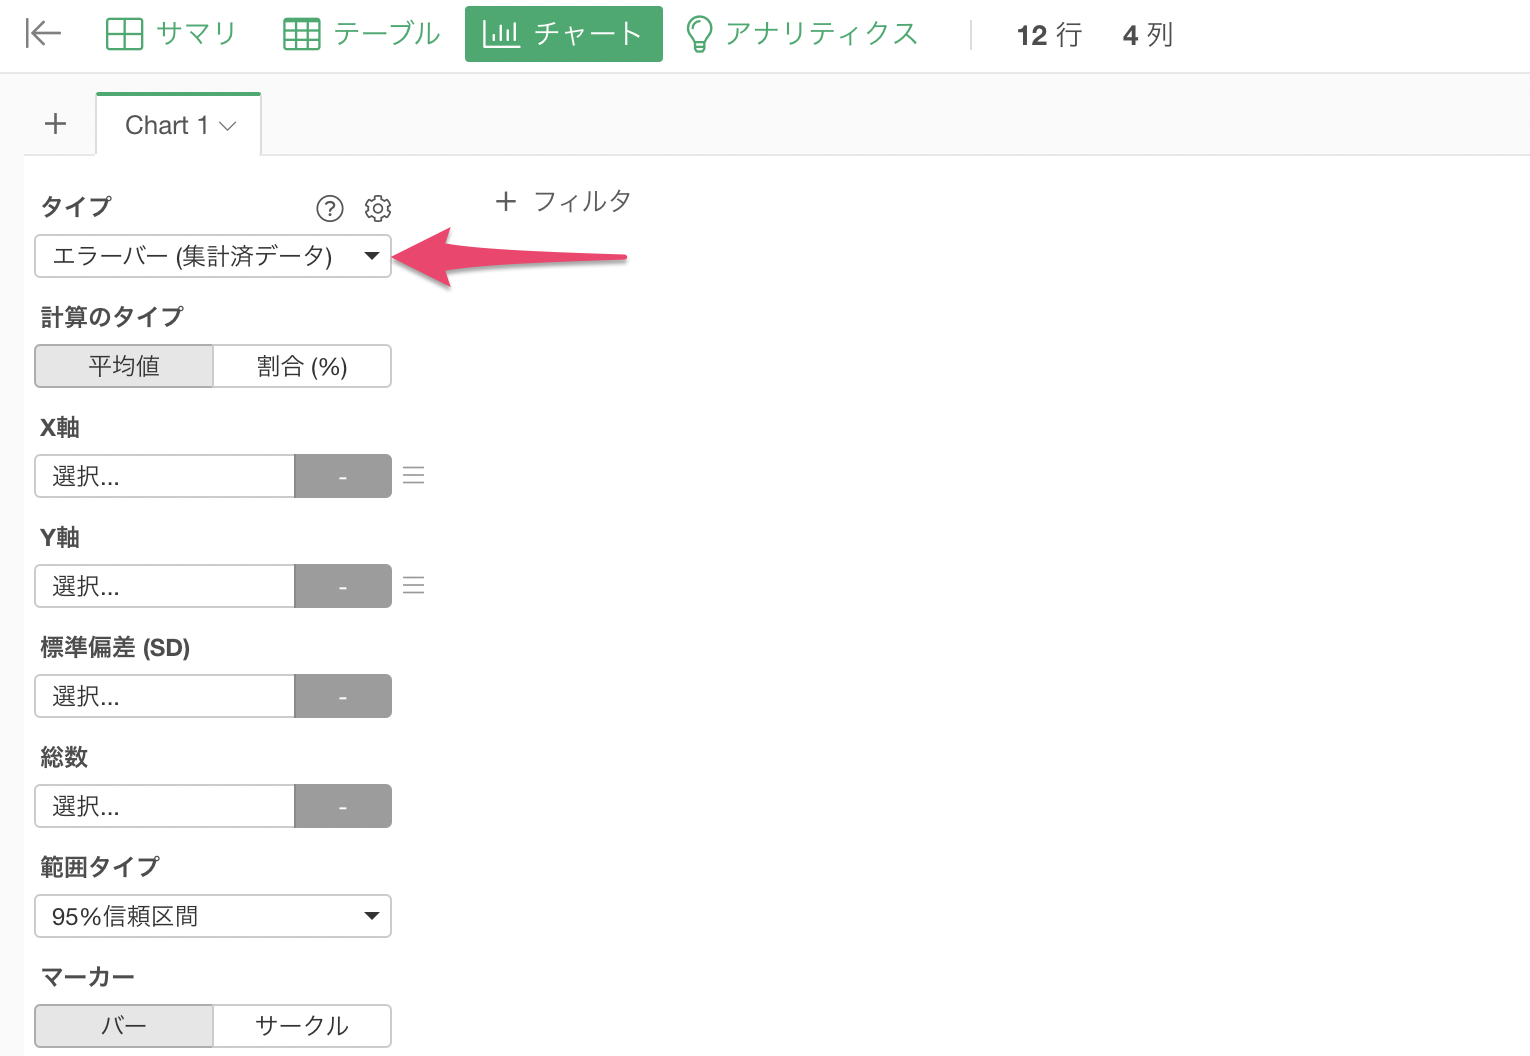 サマリ テーブル チャート アナリティクス 12 行 4 列
+ Chart 1
タイプ ?
+ フィルタ
エラーバー (集計済データ)
計算のタイプ
平均値 割合 (%)
X軸
選択... -
Y軸
選択... -
標準偏差 (SD)
選択... -
総数
選択... -
範囲タイプ
95%信頼区間
マーカー
バー サークル